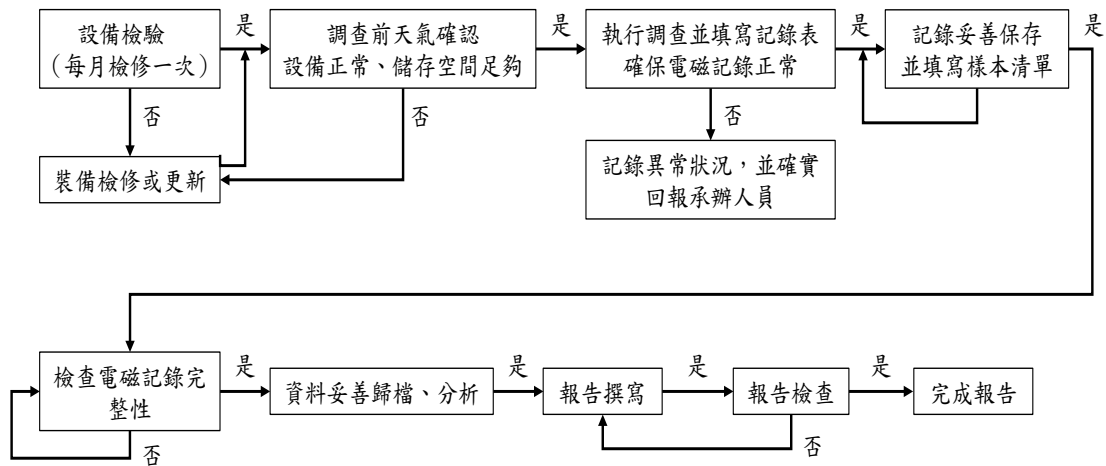 設備檢驗
（每月檢修一次）
是
調查前天氣確認
設備正常、儲存空間足夠
是
執行調查並填寫記錄表
確保電磁記錄正常
是
記錄妥善保存
並填寫樣本清單
是
否
否
否
裝備檢修或更新
記錄異常狀況，並確實
回報承辦人員
檢查電磁記錄完
整性
是
資料妥善歸檔、分析
是
報告撰寫
是
報告檢查
是
完成報告
否
否